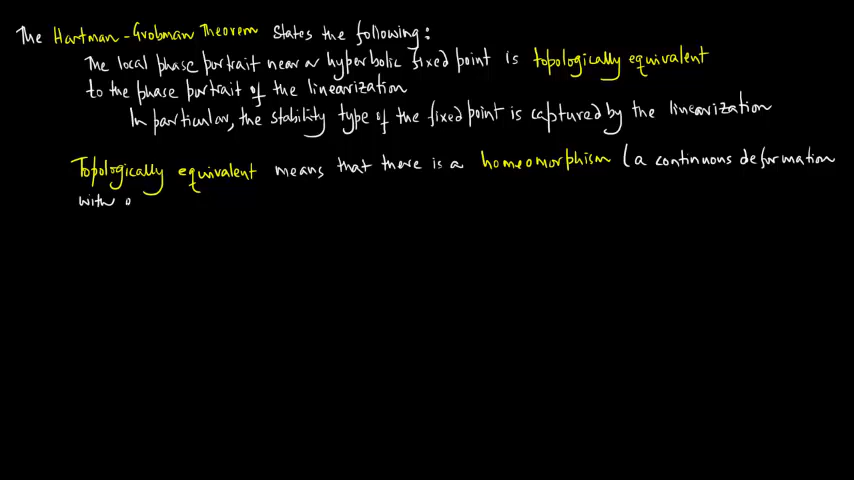 The Hartman-Grobman Theorem states the following:
The local phase portrait near a hyperbolic fixed point is topologically equivalent
to the phase portrait of the linearization
In particular, the stability type of the fixed point is captured by the linearization
Topologically equivalent means that there is a homeomorphism (a continuous deformation
with